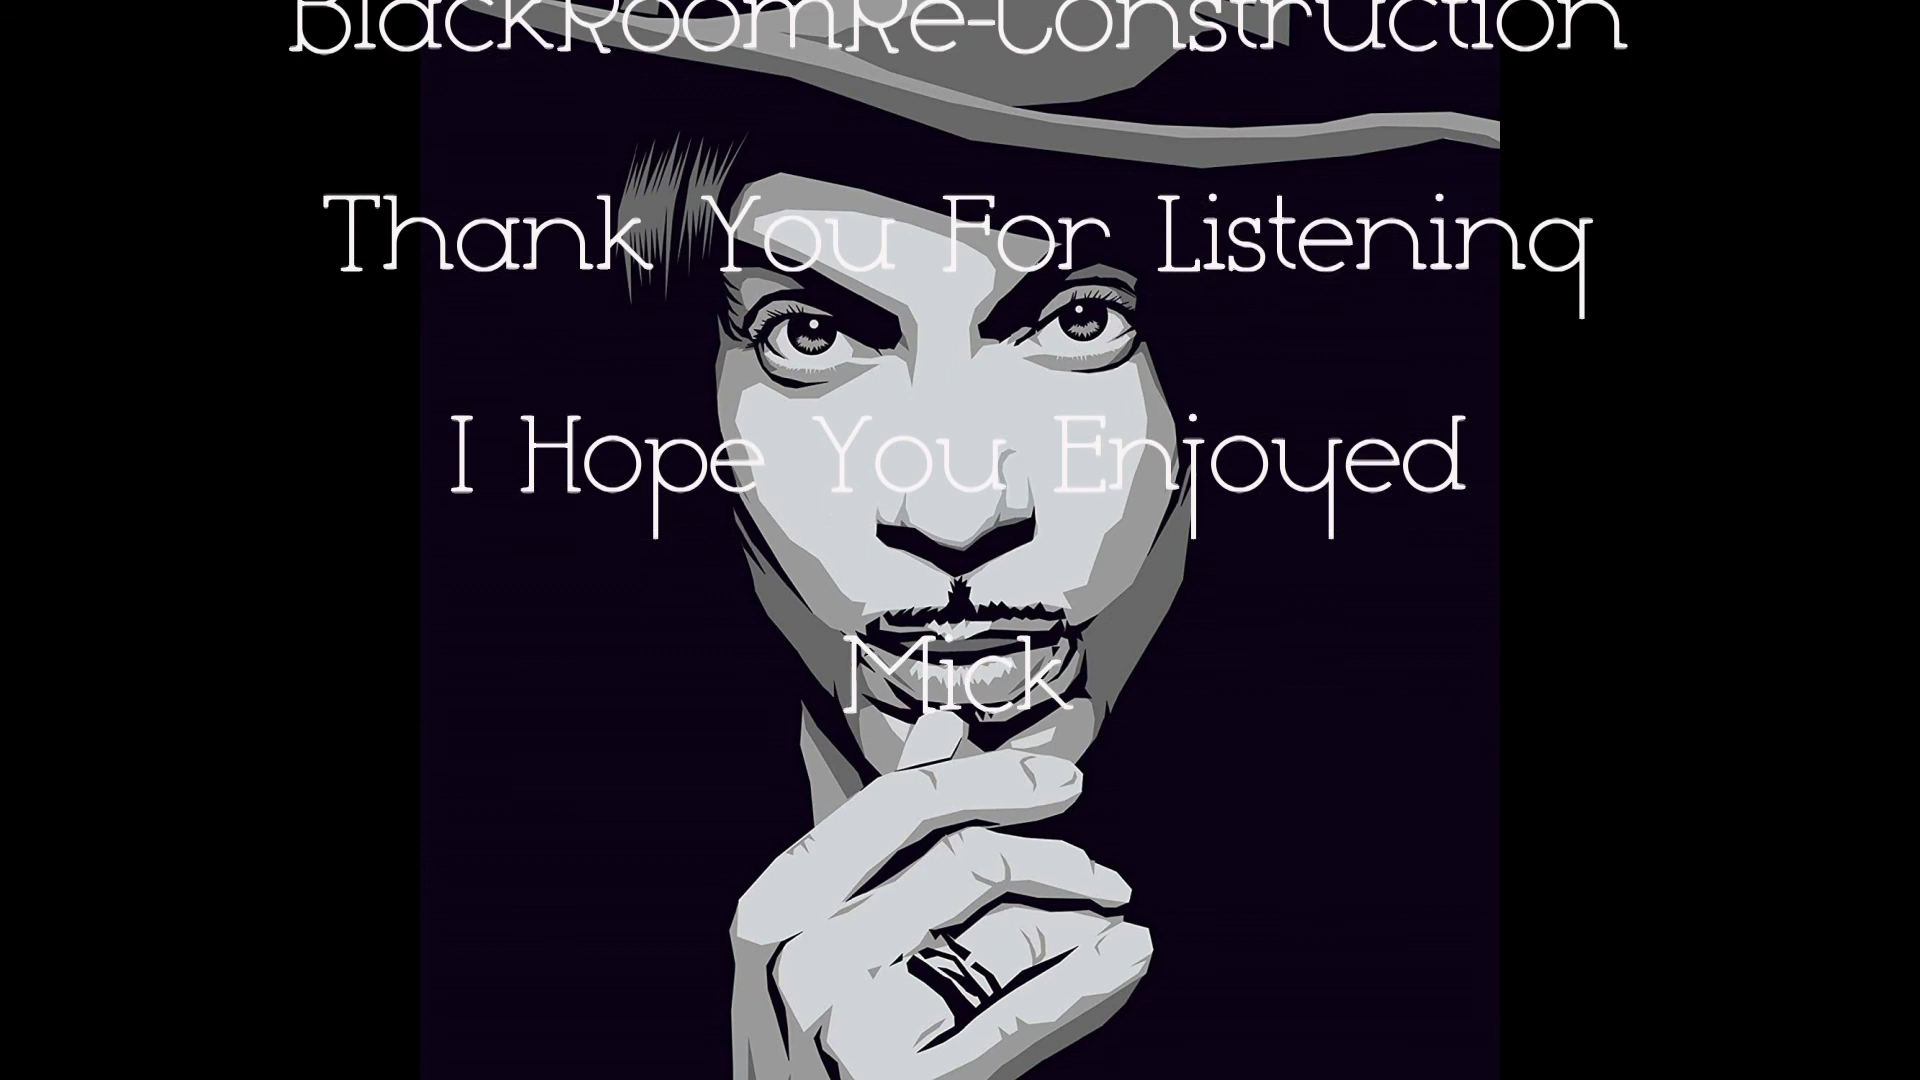 BlackRoomRe-Construction
Thank You For Listening
I Hope You Enjoyed
Mick